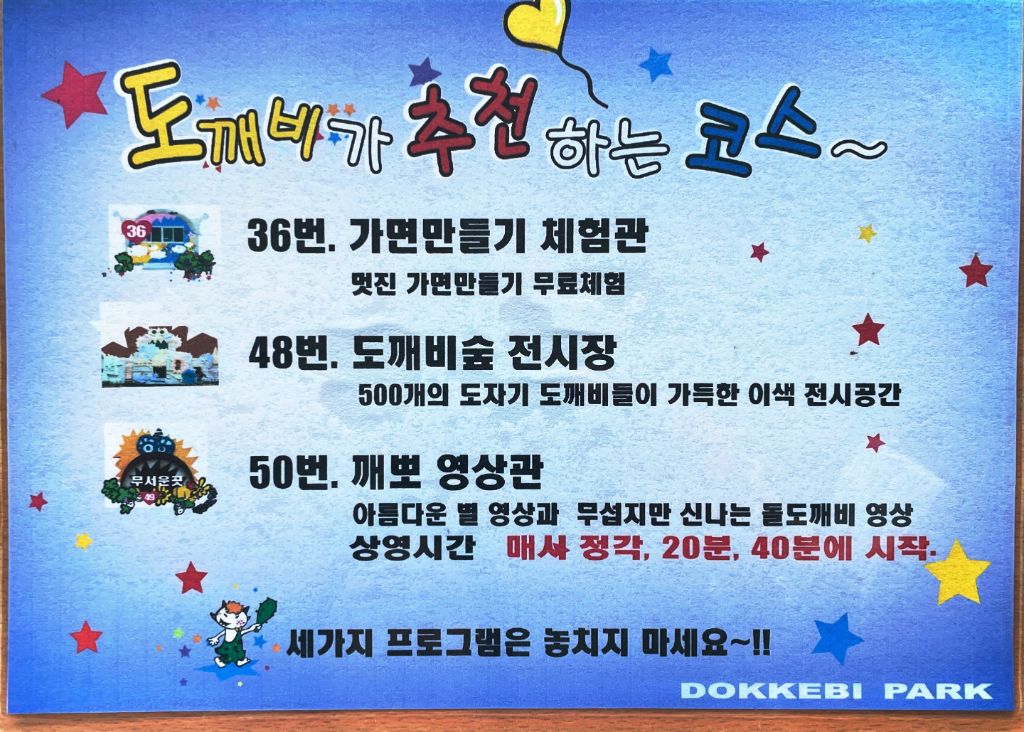 도깨비가 추천하는 코스~
36
36번. 가면만들기 체험관
멋진 가면만들기 무료체험
48번. 도깨비숲 전시장
500개의 도자기 도깨비들이 가득한 이색 전시공간
무서운곳
49
50번. 깨뽀 영상관
아름다운 별 영상과 무섭지만 신나는 돌도깨비 영상
상영시간 매시 정각, 20분, 40분에 시작.
세가지 프로그램은 놓치지 마세요~!!
DOKKEBI PARK